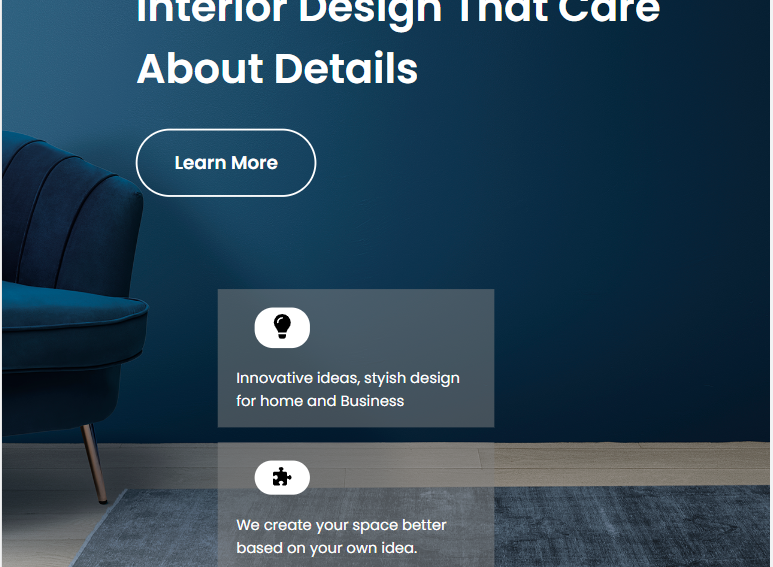 Interior Design That Care
About Details
Learn More
Innovative ideas, styish design
for home and Business
We create your space better
based on your own idea.